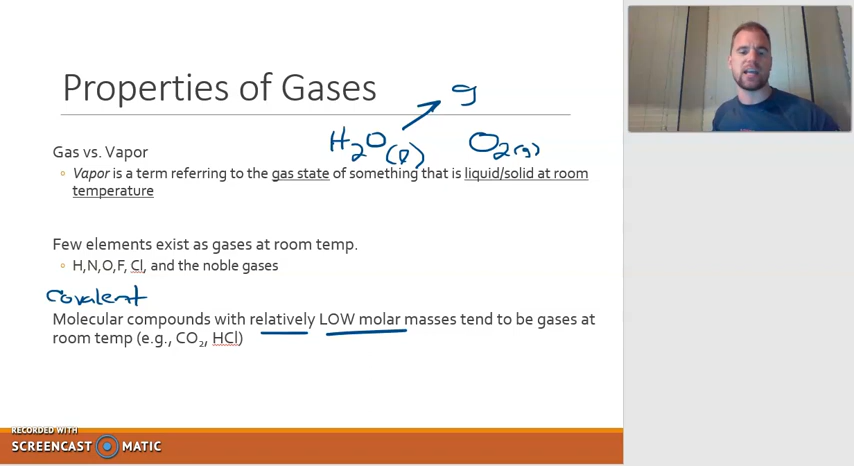 Properties of Gases
g
H₂O(l) O₂(g)
Gas vs. Vapor
◦ Vapor is a term referring to the gas state of something that is liquid/solid at room
temperature
Few elements exist as gases at room temp.
◦ H,N,O,F, Cl, and the noble gases
covalent
Molecular compounds with relatively LOW molar masses tend to be gases at
room temp (e.g., CO₂, HCl)
RECORDED WITH
SCREENCAST MATIC